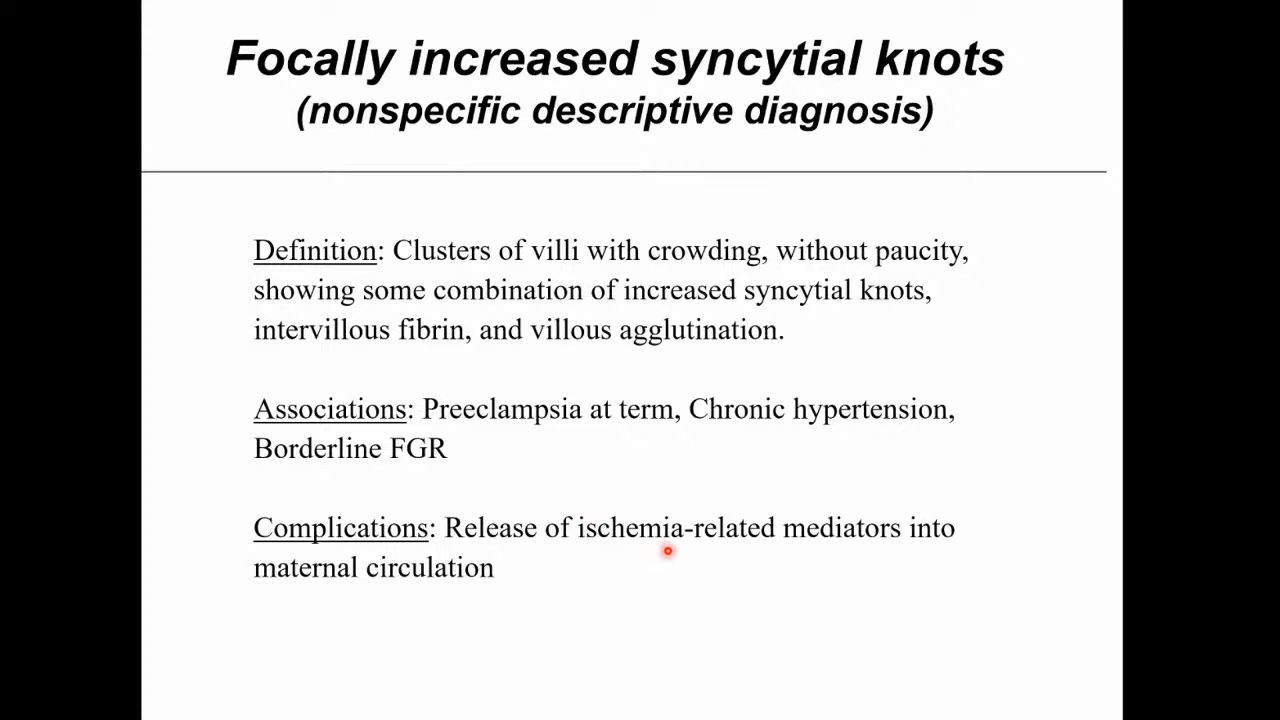 Focally increased syncytial knots
(nonspecific descriptive diagnosis)
Definition: Clusters of villi with crowding, without paucity,
showing some combination of increased syncytial knots,
intervillous fibrin, and villous agglutination.
Associations: Preeclampsia at term, Chronic hypertension,
Borderline FGR
Complications: Release of ischemia-related mediators into
maternal circulation